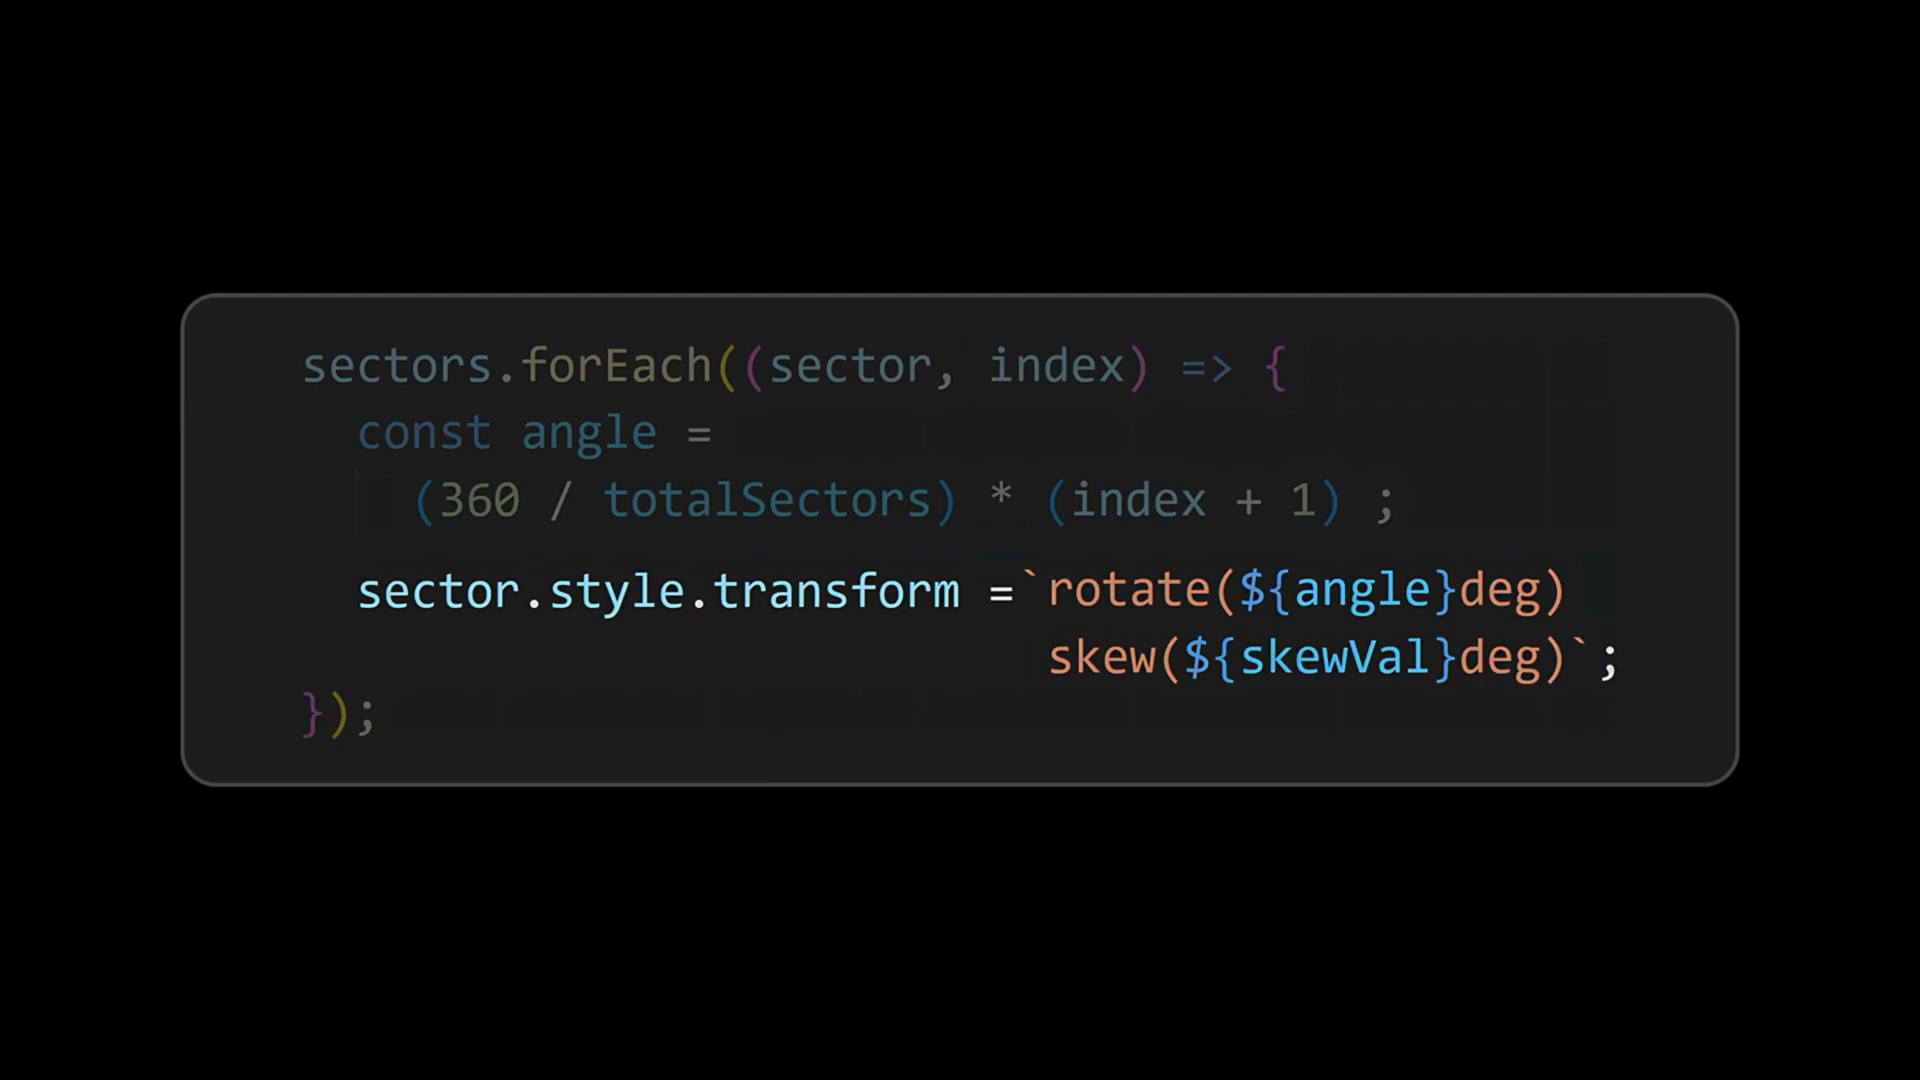 sectors.forEach((sector, index) => {
const angle =
(360 / totalSectors) * (index + 1) ;
sector.style.transform =`rotate(${angle}deg)
skew(${skewVal}deg)`;
});